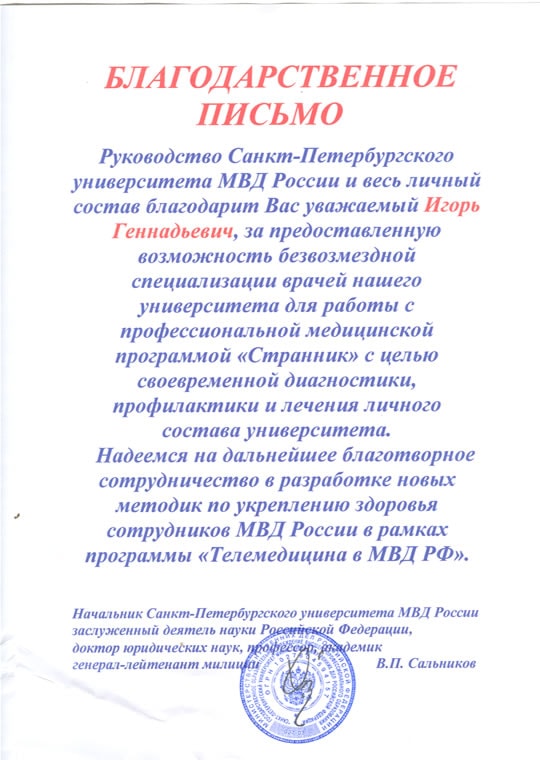 БЛАГОДАРСТВЕННОЕ
ПИСЬМО
Руководство Санкт-Петербургского
университета МВД России и весь личный
состав благодарит Вас уважаемый Игорь
Геннадьевич, за предоставленную
возможность безвозмездной
специализации врачей нашего
университета для работы с
профессиональной медицинской
программой «Странник» с целью
своевременной диагностики,
профилактики и лечения личного
состава университета.
Надеемся на дальнейшее благотворное
сотрудничество в разработке новых
методик по укреплению здоровья
сотрудников МВД России в рамках
программы «Телемедицина в МВД РФ».
Начальник Санкт-Петербургского университета МВД России
заслуженный деятель науки Российской Федерации,
доктор юридических наук, профессор, академик
генерал-лейтенант милиции В.П. Сальников